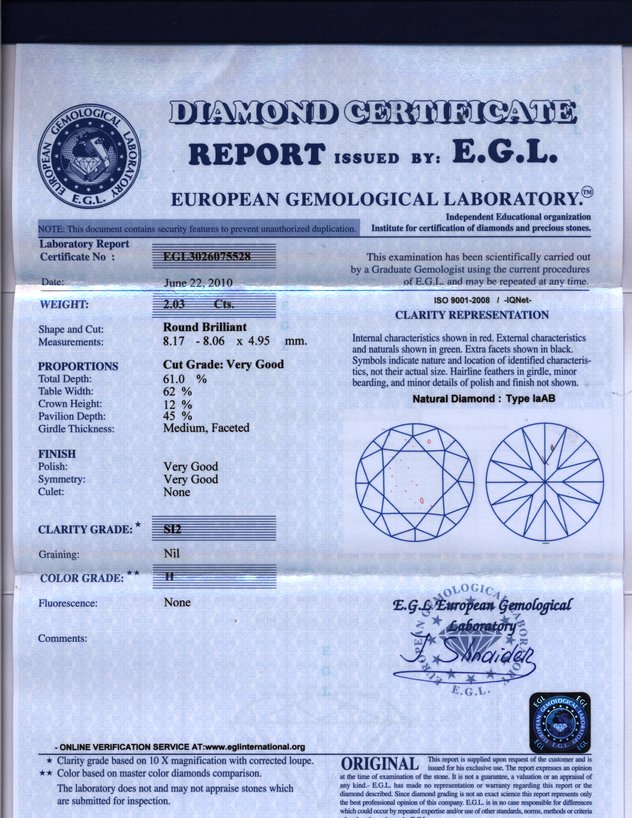 EUROPEAN GEMOLOGICAL LABORATORY
E.G.L.
DIAMOND CERTIFICATE
REPORT ISSUED BY: E.G.L.
EUROPEAN GEMOLOGICAL LABORATORY.™
Independent Educational organization
NOTE: This document contains security features to prevent unauthorized duplication.
Institute for certification of diamonds and precious stones.
Laboratory Report
Certificate No : EGL3026075528
Date: June 22, 2010
WEIGHT: 2.03 Cts.
Shape and Cut: Round Brilliant
Measurements: 8.17 - 8.06 x 4.95 mm.
PROPORTIONS Cut Grade: Very Good
Total Depth: 61.0 %
Table Width: 62 %
Crown Height: 12 %
Pavilion Depth: 45 %
Girdle Thickness: Medium, Faceted
FINISH
Polish: Very Good
Symmetry: Very Good
Culet: None
CLARITY GRADE: * SI2
Graining: Nil
COLOR GRADE: ** H
Fluorescence: None
Comments:
This examination has been scientifically carried out
by a Graduate Gemologist using the current procedures
of E.G.L. and may be repeated at any time.
ISO 9001-2008 / -IQNet-
CLARITY REPRESENTATION
Internal characteristics shown in red. External characteristics
and naturals shown in green. Extra facets shown in black.
Symbols indicate nature and location of identified characteris-
tics, not their actual size. Hairline feathers in girdle, minor
bearding, and minor details of polish and finish not shown.
Natural Diamond : Type IaAB
E.G.L European Gemological
Laboratory
J. Shnaider
EUROPEAN GEMOLOGICAL LABORATORY
E.G.L.
EGL EGL
E.G.L
EGL EGL
- ONLINE VERIFICATION SERVICE AT:www.eglinternational.org
* Clarity grade based on 10 X magnification with corrected loupe.
** Color based on master color diamonds comparison.
The laboratory does not and may not appraise stones which
are submitted for inspection.
ORIGINAL This report is supplied upon request of the customer and is
issued for his exclusive use. The report expresses an opinion
at the time of examination of the stone. It is not a guarantee, a valuation or an appraisal of
any kind.- E.G.L. has made no representation or warranty regarding this report or the
diamond described. Since diamond grading is not an exact science this report represents only
the best professional opinion of this company. E.G.L. is in no case responsible for differences
which could occur by repeated expertise and/or use of other standards, norms, methods or criteria